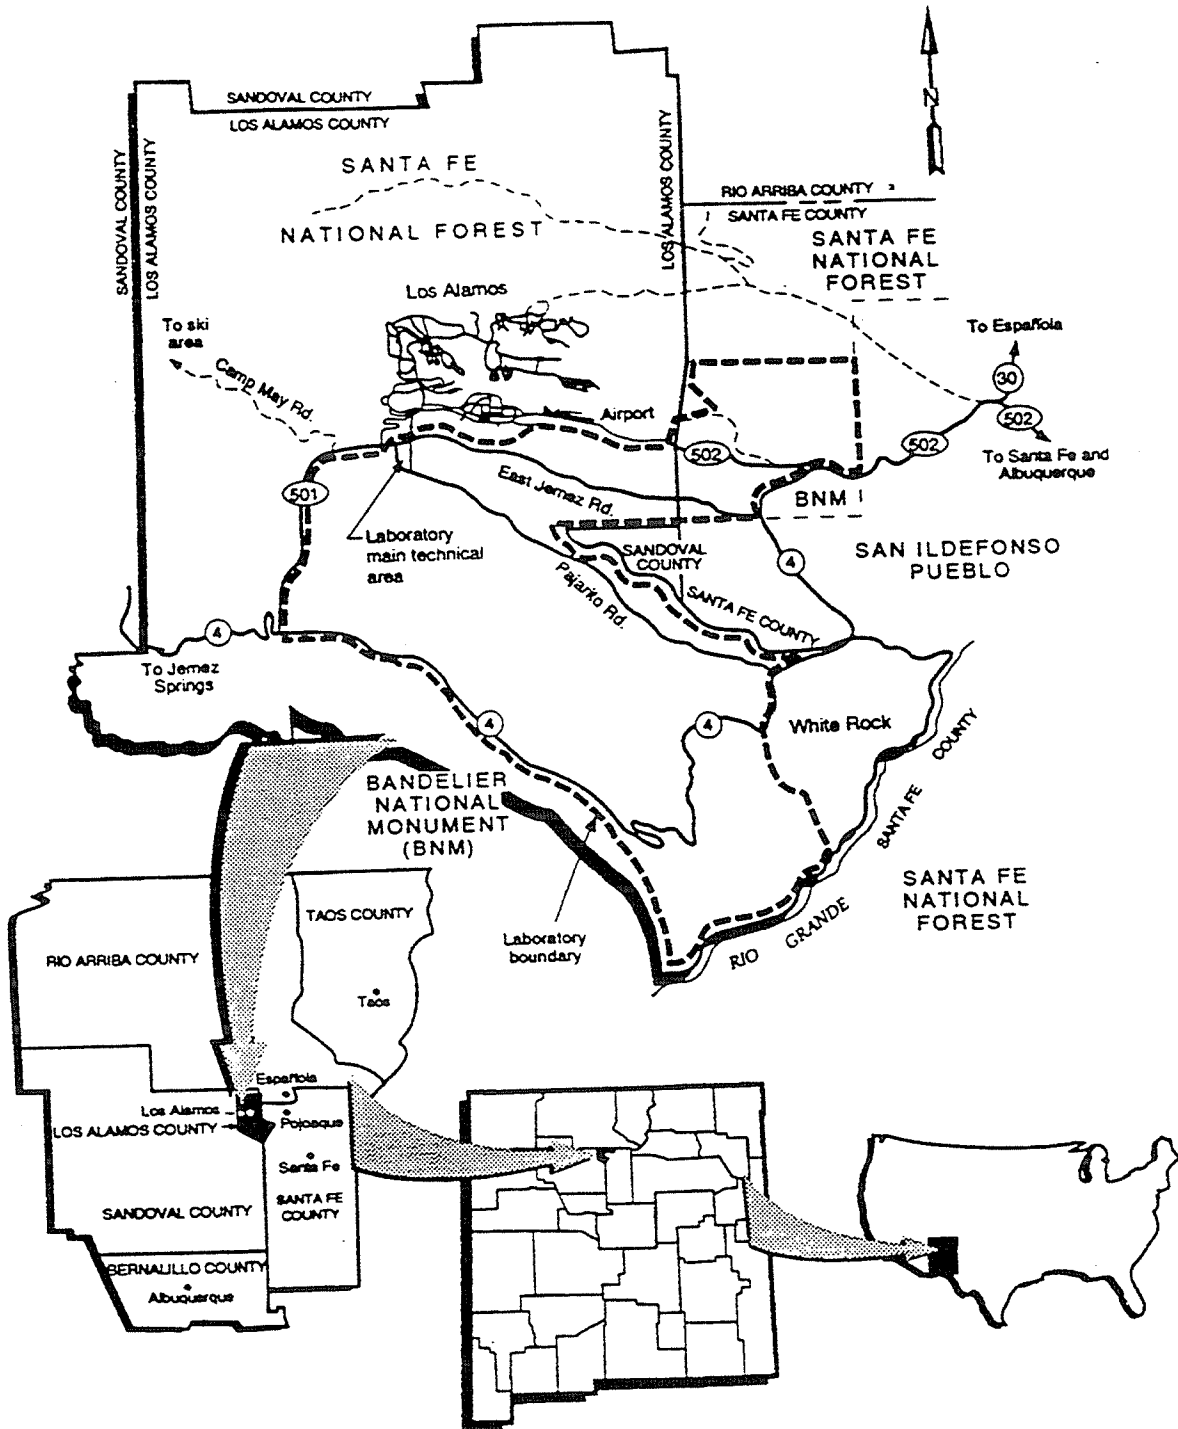 N
SANDOVAL COUNTY
LOS ALAMOS COUNTY
SANDOVAL COUNTY
LOS ALAMOS COUNTY
LOS ALAMOS COUNTY
SANTA FE
NATIONAL FOREST
RIO ARRIBA COUNTY
SANTA FE COUNTY
SANTA FE
NATIONAL
FOREST
Los Alamos
To ski
area
Camp May Rd.
To Española
30
502
To Santa Fe and
Albuquerque
Airport
502
502
501
East Jemez Rd.
BNM
Laboratory
main technical
area
SANDOVAL
COUNTY
SAN ILDEFONSO
PUEBLO
4
Pajarito Rd.
SANTA FE COUNTY
4
To Jemez
Springs
4
4
White Rock
SANTA FE COUNTY
BANDELIER
NATIONAL
MONUMENT
(BNM)
SANTA FE
NATIONAL
FOREST
Laboratory
boundary
RIO GRANDE
TAOS COUNTY
RIO ARRIBA COUNTY
Taos
Española
Los Alamos
Pojoaque
LOS ALAMOS COUNTY
Santa Fe
SANTA FE
COUNTY
SANDOVAL COUNTY
BERNALILLO COUNTY
Albuquerque